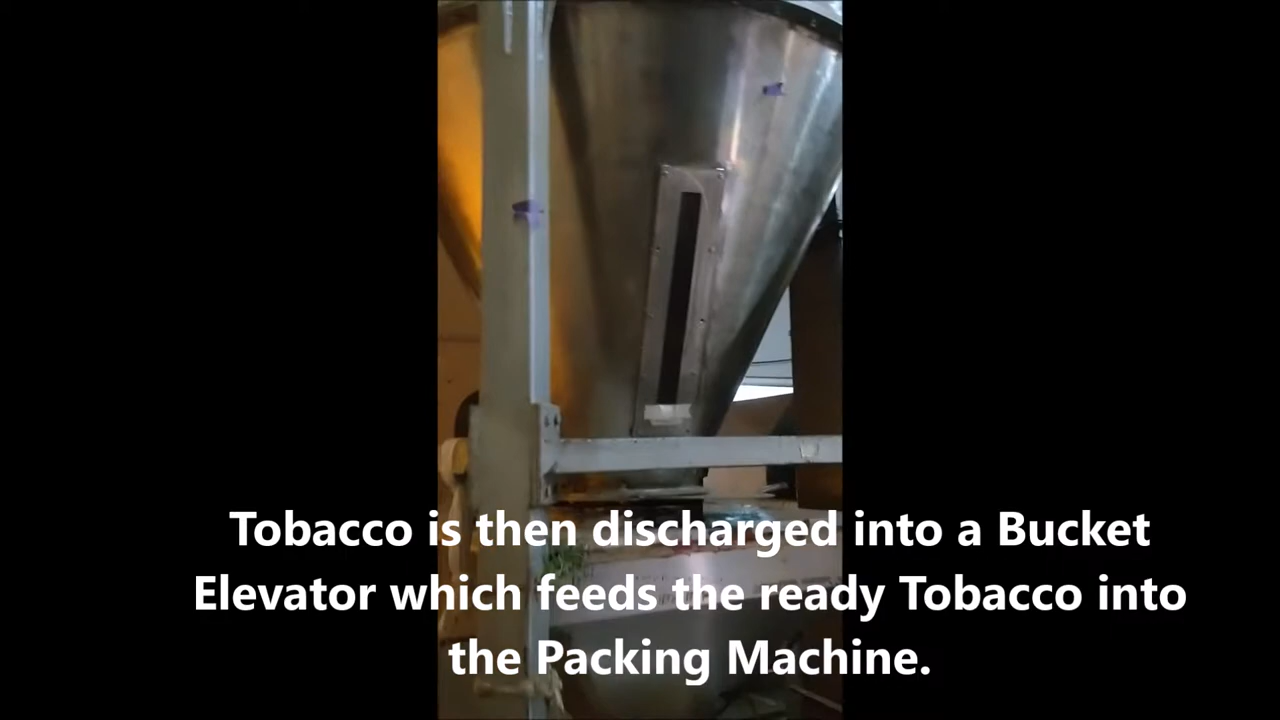 Tobacco is then discharged into a Bucket
Elevator which feeds the ready Tobacco into
the Packing Machine.